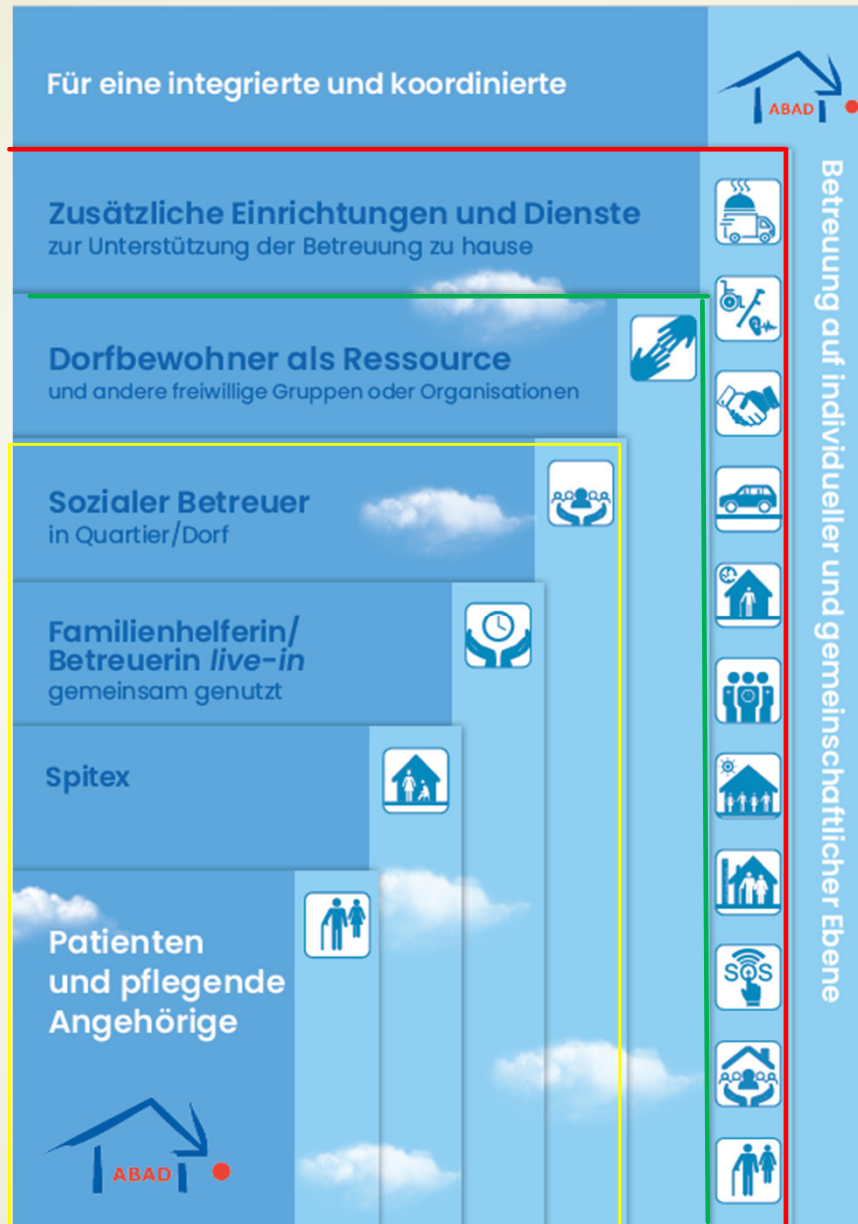 Für eine integrierte und koordinierte
ABAD
Betreuung auf individueller und gemeinschaftlicher Ebene
Zusätzliche Einrichtungen und Dienste
zur Unterstützung der Betreuung zu hause
Dorfbewohner als Ressource
und andere freiwillige Gruppen oder Organisationen
Sozialer Betreuer
in Quartier/Dorf
Familienhelferin/
Betreuerin live-in
gemeinsam genutzt
Spitex
Patienten
und pflegende
Angehörige
SOS
ABAD